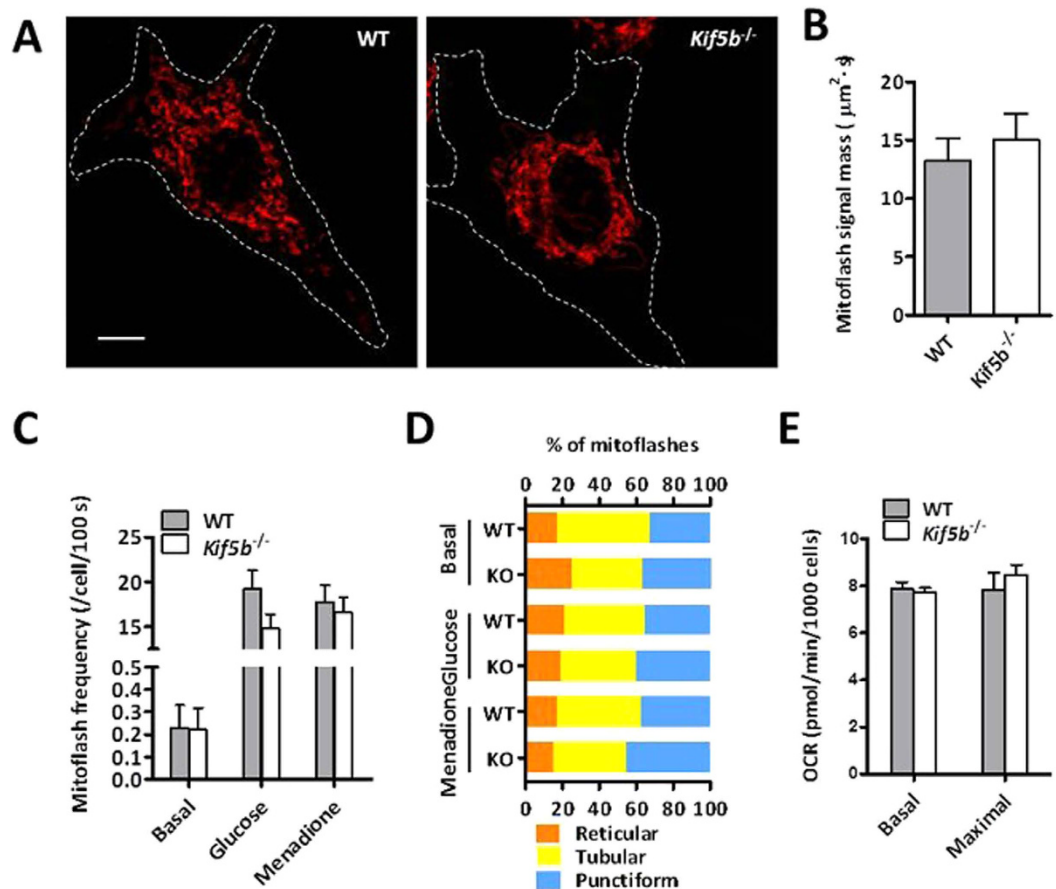 A
WT
Kif5b-/-
B
Mitoflash signal mass ( μm²· s)
20
15
10
5
0
WT
Kif5b-/-
C
Mitoflash frequency (/cell/100 s)
WT
Kif5b-/-
25
20
15
0.5
0.4
0.3
0.2
0.1
0.0
Basal
Glucose
Menadione
D
% of mitoflashes
0 20 40 60 80 100
Basal
WT
KO
Glucose
WT
KO
Menadione
WT
KO
0 20 40 60 80 100
Reticular
Tubular
Punctiform
E
OCR (pmol/min/1000 cells)
WT
Kif5b-/-
10
8
6
4
2
0
Basal
Maximal